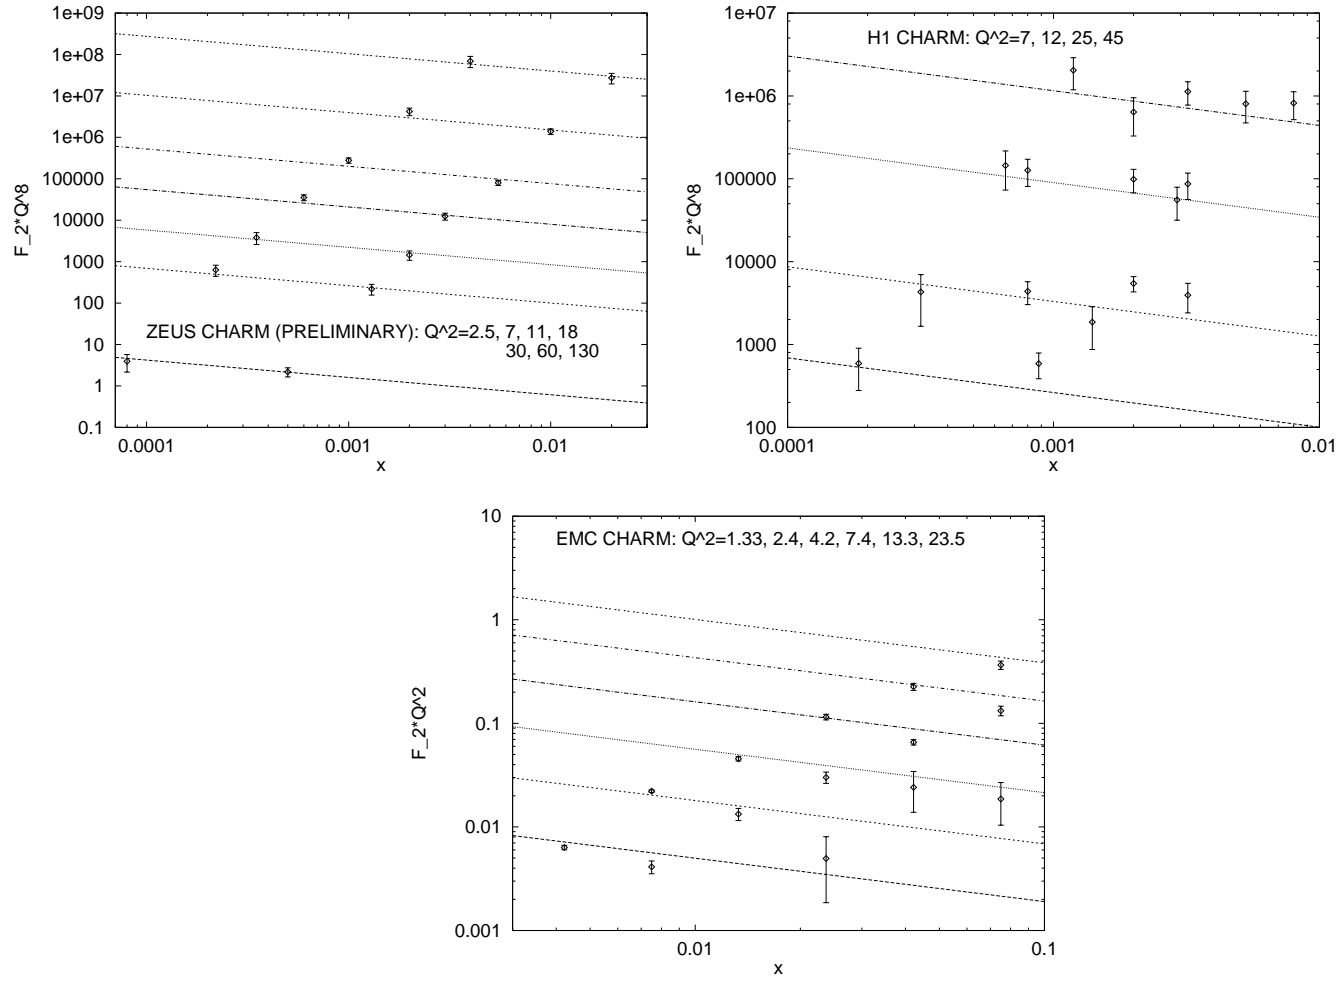 1e+09
1e+08
1e+07
1e+06
100000
10000
1000
100
10
1
0.1
F_2*Q^8
ZEUS CHARM (PRELIMINARY): Q^2=2.5, 7, 11, 18
30, 60, 130
0.0001 0.001 0.01
x
1e+07
1e+06
100000
10000
1000
100
F_2*Q^8
H1 CHARM: Q^2=7, 12, 25, 45
0.0001 0.001 0.01
x
10
1
0.1
0.01
0.001
F_2*Q^2
EMC CHARM: Q^2=1.33, 2.4, 4.2, 7.4, 13.3, 23.5
0.01 0.1
x